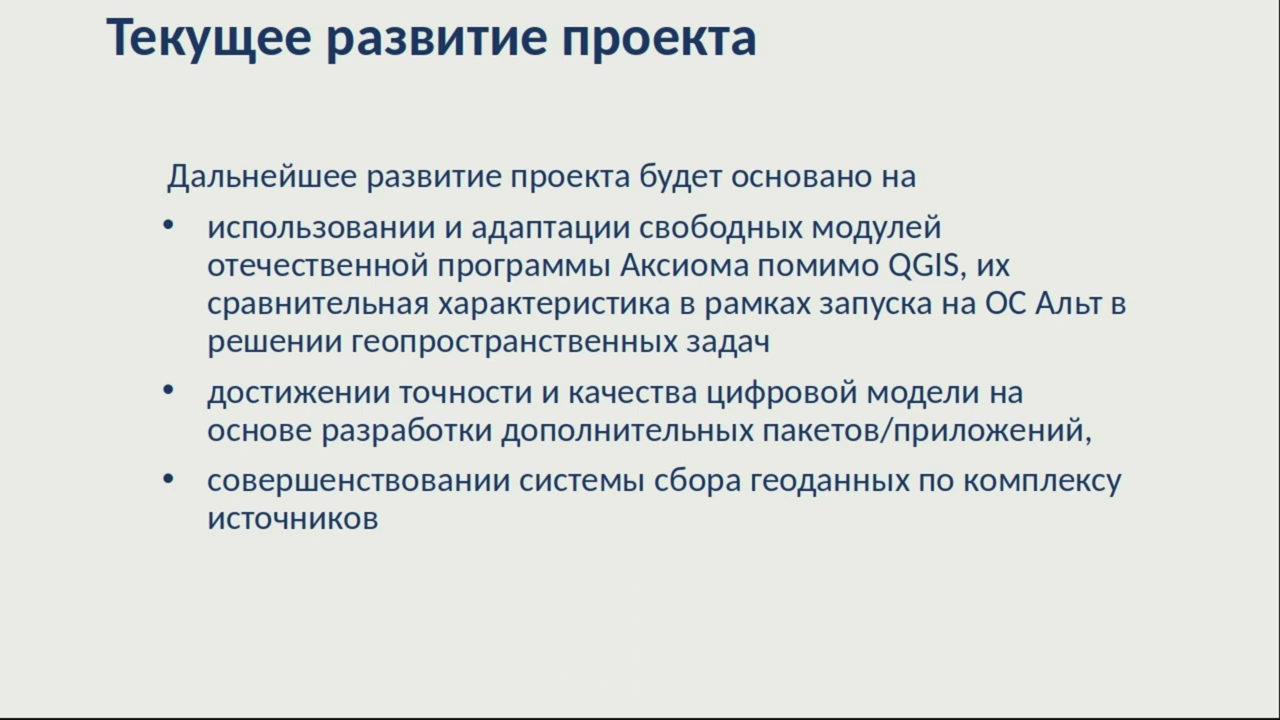 Текущее развитие проекта
Дальнейшее развитие проекта будет основано на
• использовании и адаптации свободных модулей
отечественной программы Аксиома помимо QGIS, их
сравнительная характеристика в рамках запуска на ОС Альт в
решении геопространственных задач
• достижении точности и качества цифровой модели на
основе разработки дополнительных пакетов/приложений,
• совершенствовании системы сбора геоданных по комплексу
источников